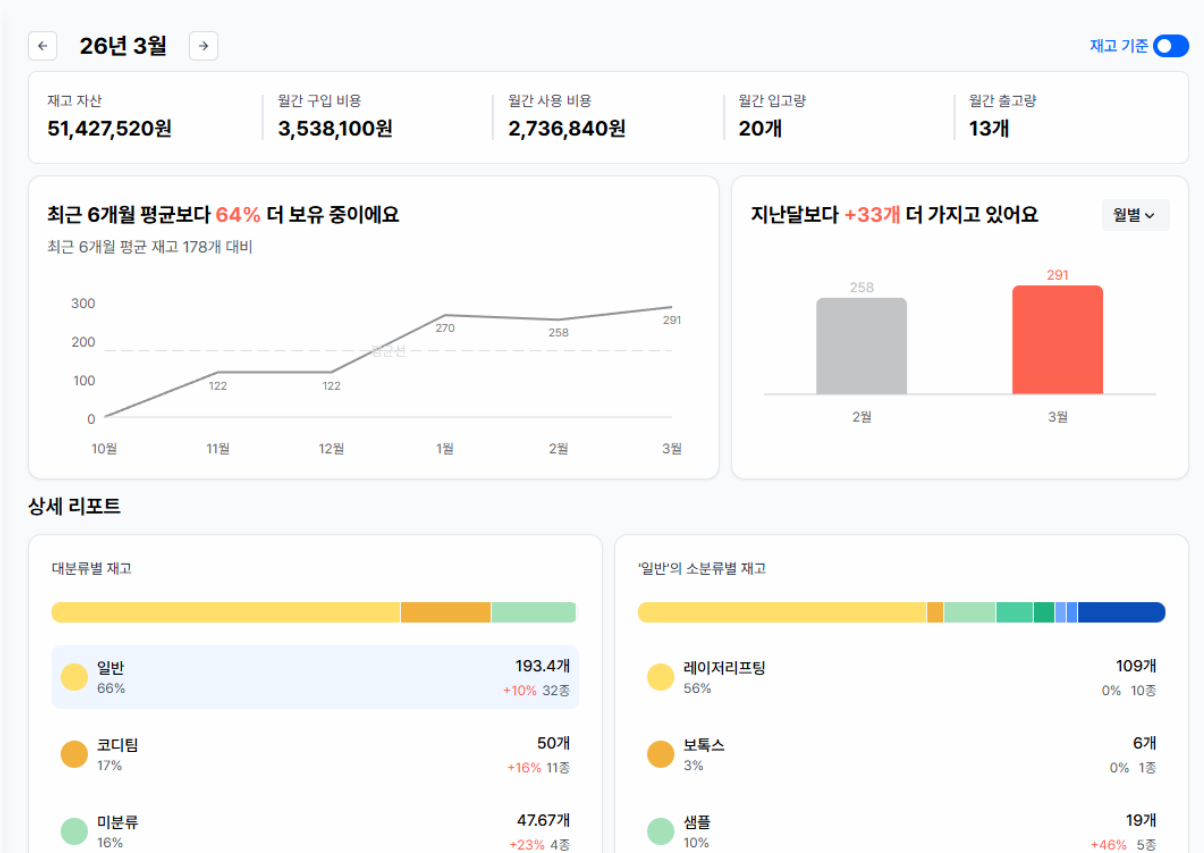 26년 3월
재고 기준
재고 자산
51,427,520원
월간 구입 비용
3,538,100원
월간 사용 비용
2,736,840원
월간 입고량
20개
월간 출고량
13개
최근 6개월 평균보다 64% 더 보유 중이에요
최근 6개월 평균 재고 178개 대비
300
200
100
0
평균선
122
122
270
258
291
10월
11월
12월
1월
2월
3월
지난달보다 +33개 더 가지고 있어요
월별
258
291
2월
3월
상세 리포트
대분류별 재고
일반
193.4개
66%
+10% 32종
코디팀
50개
17%
+16% 11종
미분류
47.67개
16%
+23% 4종
'일반'의 소분류별 재고
레이저리프팅
109개
56%
0% 10종
보톡스
6개
3%
0% 1종
샘플
19개
10%
+46% 5종